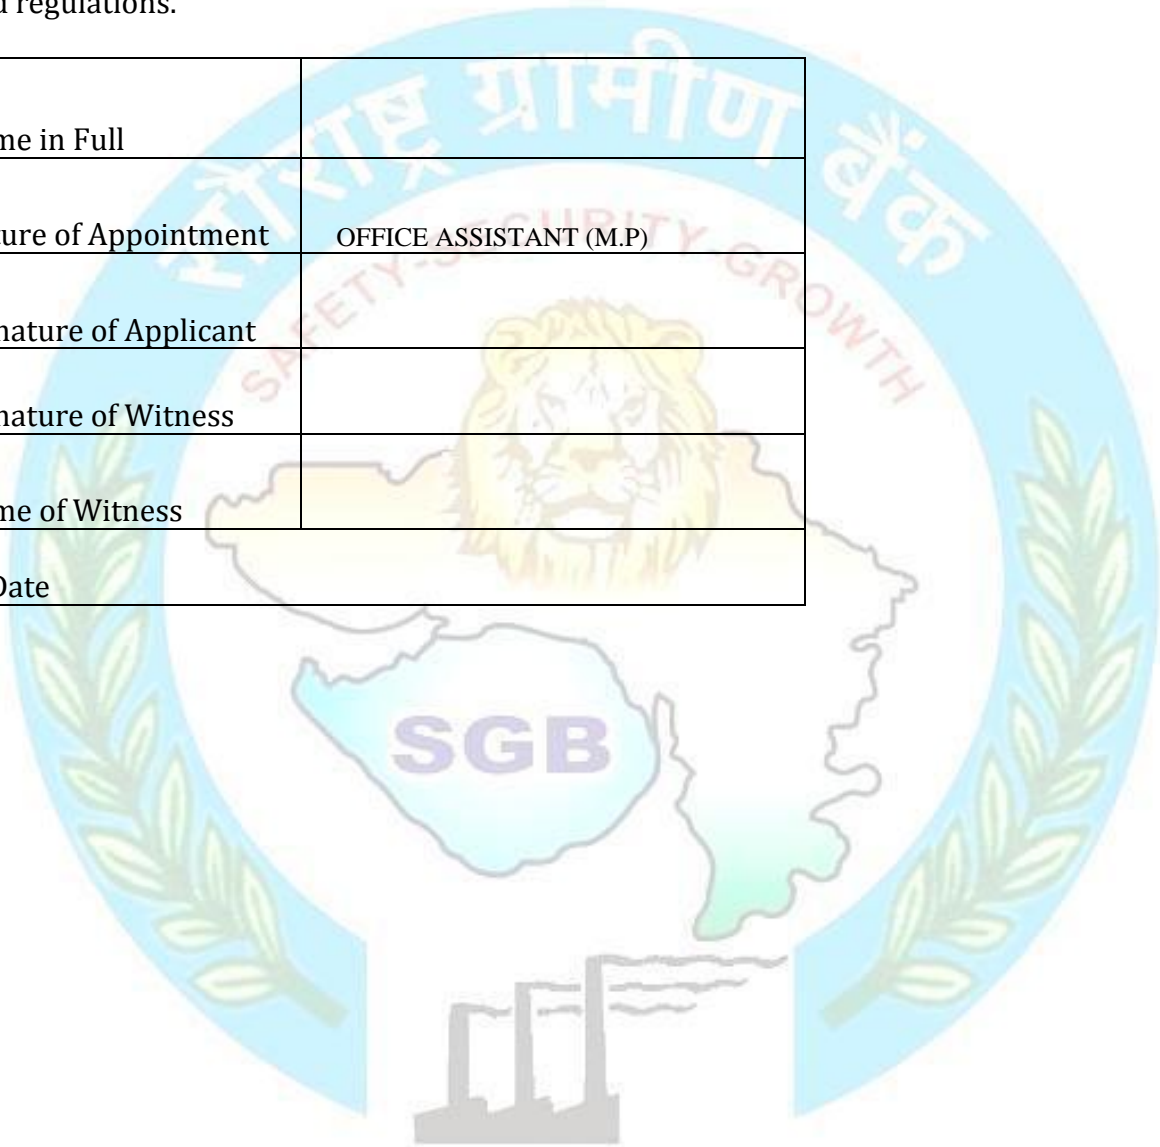 d regulations.
me in Full
ture of Appointment OFFICE ASSISTANT (M.P)
nature of Applicant
nature of Witness
me of Witness
Date
सौराष्ट्र ग्रामीण बैंक
SAFETY-SECURITY-GROWTH
SGB